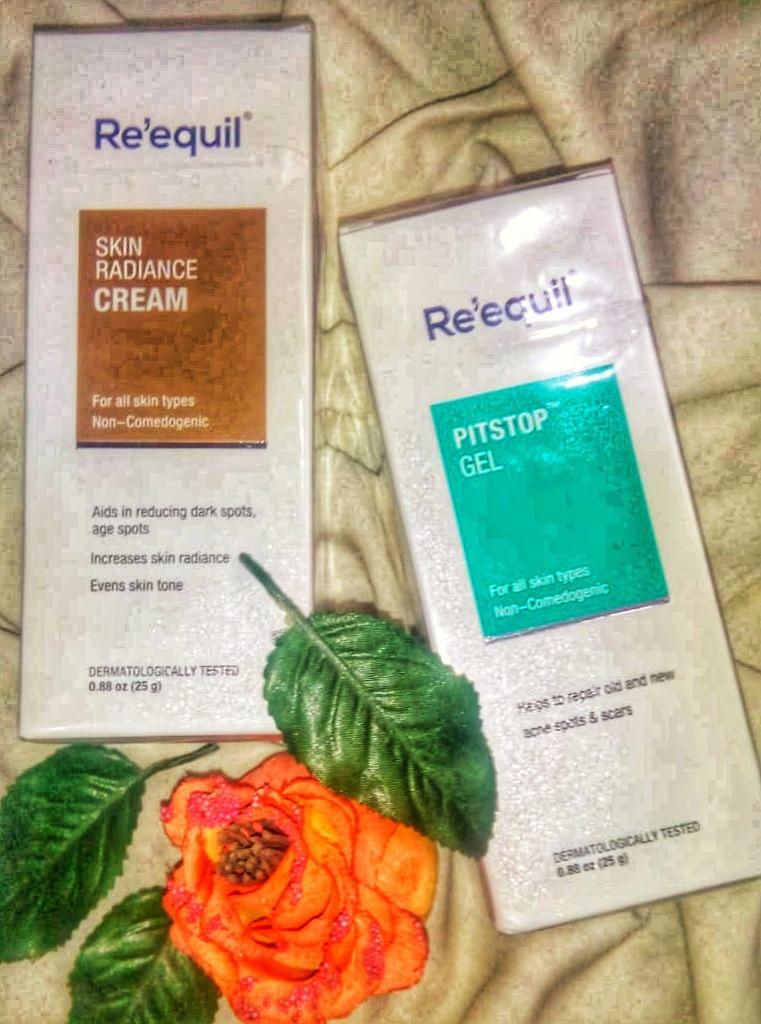 Re'equil®
SKIN
RADIANCE
CREAM
For all skin types
Non-Comedogenic
Aids in reducing dark spots,
age spots
Increases skin radiance
Evens skin tone
DERMATOLOGICALLY TESTED
0.88 oz (25 g)
Re'equil
PITSTOP™
GEL
For all skin types
Non-Comedogenic
Helps to repair old and new
acne spots & scars
DERMATOLOGICALLY TESTED
0.88 oz (25 g)